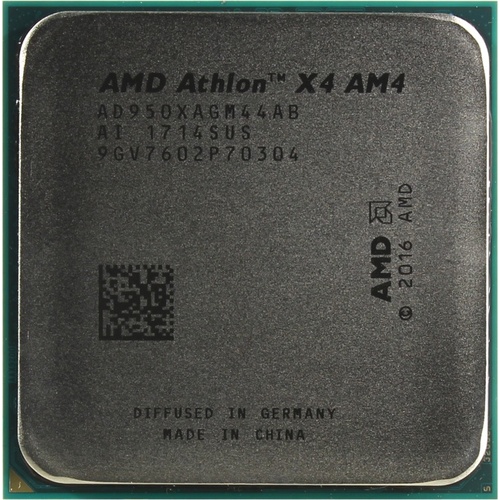 AMD Athlon™ X4 AM4
AD950XAGM44AB
AI 1714SUS
9GV7602P70304
AMD
© 2016 AMD
DIFFUSED IN GERMANY
MADE IN CHINA